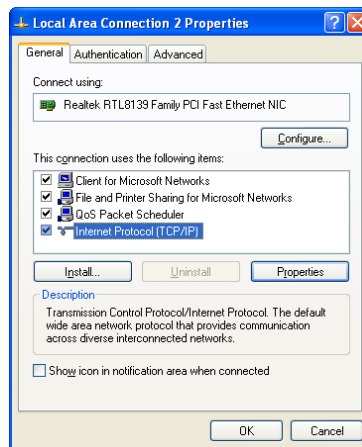 Local Area Connection 2 Properties
General Authentication Advanced
Connect using:
Realtek RTL8139 Family PCI Fast Ethernet NIC
Configure...
This connection uses the following items:
Client for Microsoft Networks
File and Printer Sharing for Microsoft Networks
QoS Packet Scheduler
Internet Protocol (TCP/IP)
Install... Uninstall Properties
Description
Transmission Control Protocol/Internet Protocol. The default
wide area network protocol that provides communication
across diverse interconnected networks.
Show icon in notification area when connected
OK Cancel